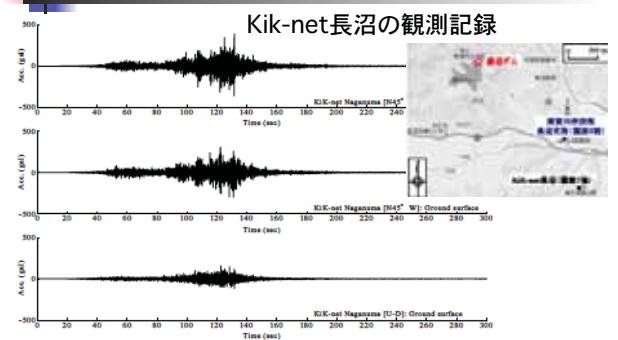 Kik-net長沼の観測記録
500
0
-500
Acc. (gal)
KiK-net Naganuma [N45°
0 20 40 60 80 100 120 140 160 180 200 220 240
Time (sec)
500
0
-500
Acc. (gal)
KiK-net Naganuma [N45° W]: Ground surface
0 20 40 60 80 100 120 140 160 180 200 220 240 260 280 300
Time (sec)
500
0
-500
Acc. (gal)
KiK-net Naganuma [U-D]: Ground surface
0 20 40 60 80 100 120 140 160 180 200 220 240 260 280 300
Time (sec)